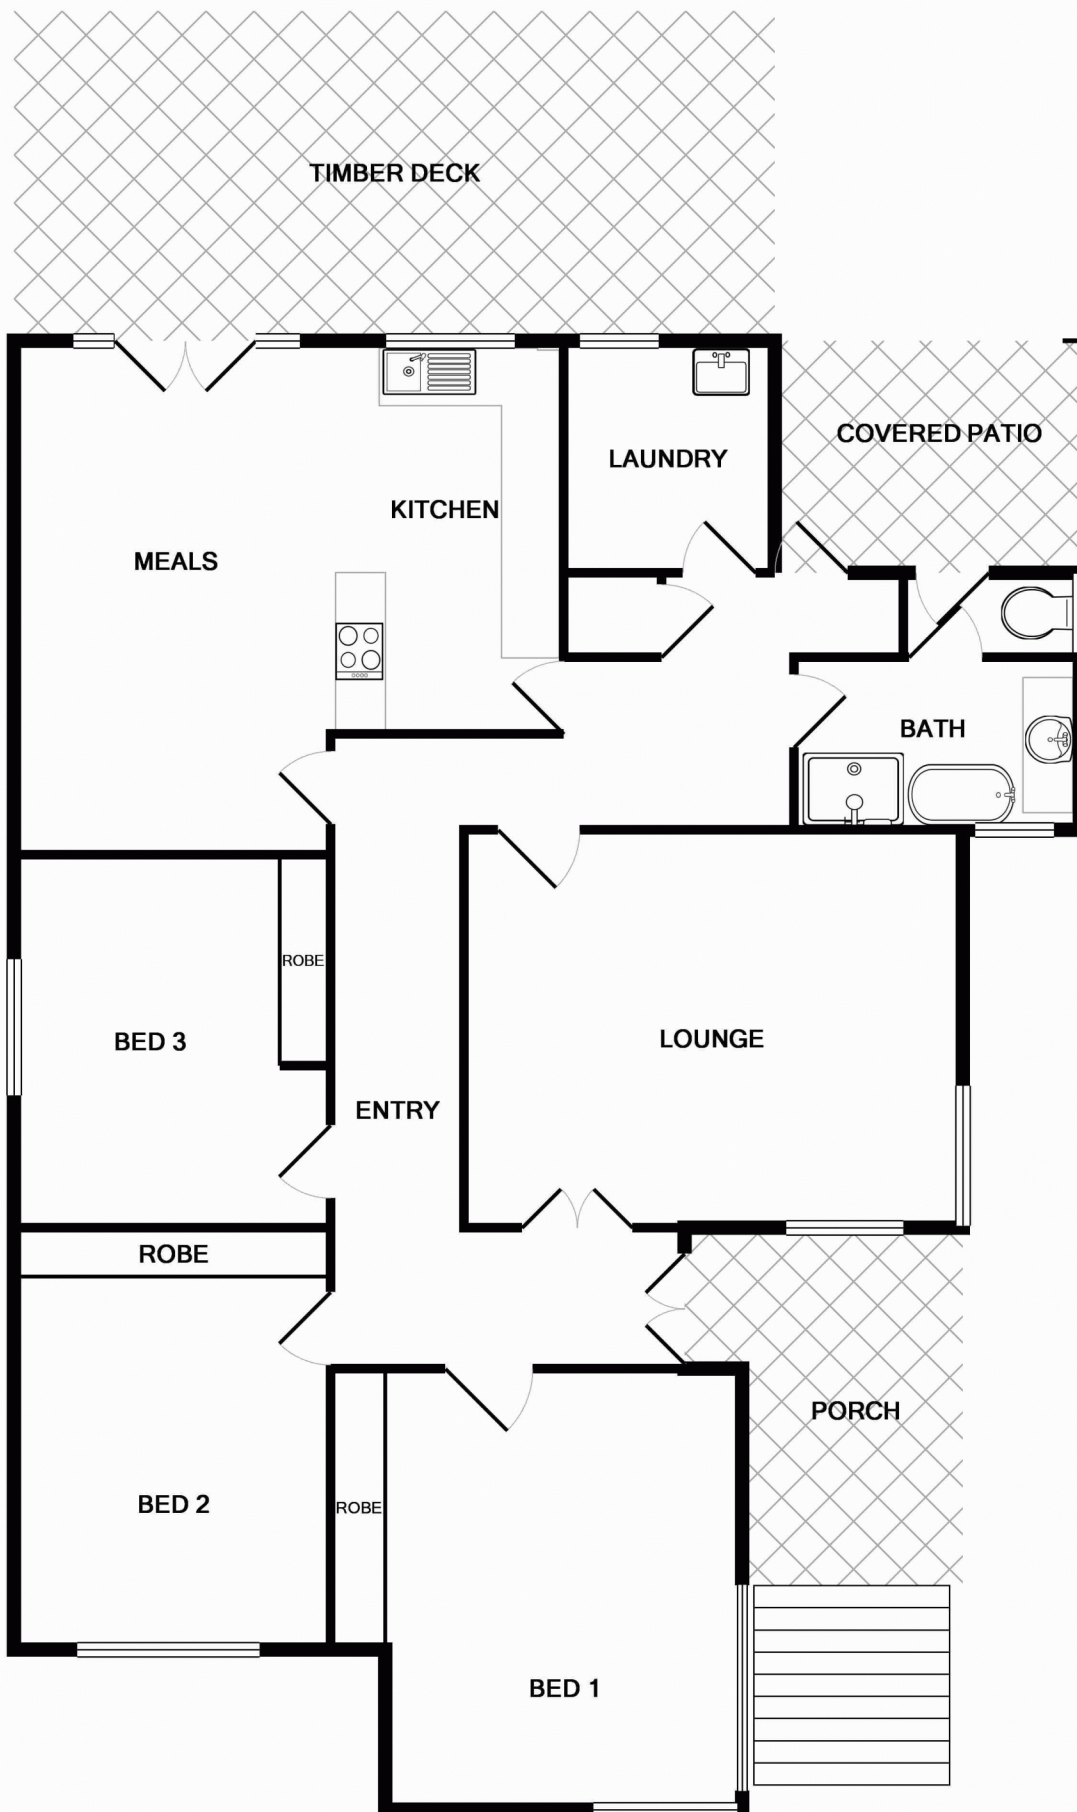 TIMBER DECK
COVERED PATIO
LAUNDRY
KITCHEN
MEALS
BATH
ROBE
BED 3
LOUNGE
ENTRY
ROBE
PORCH
BED 2
ROBE
BED 1